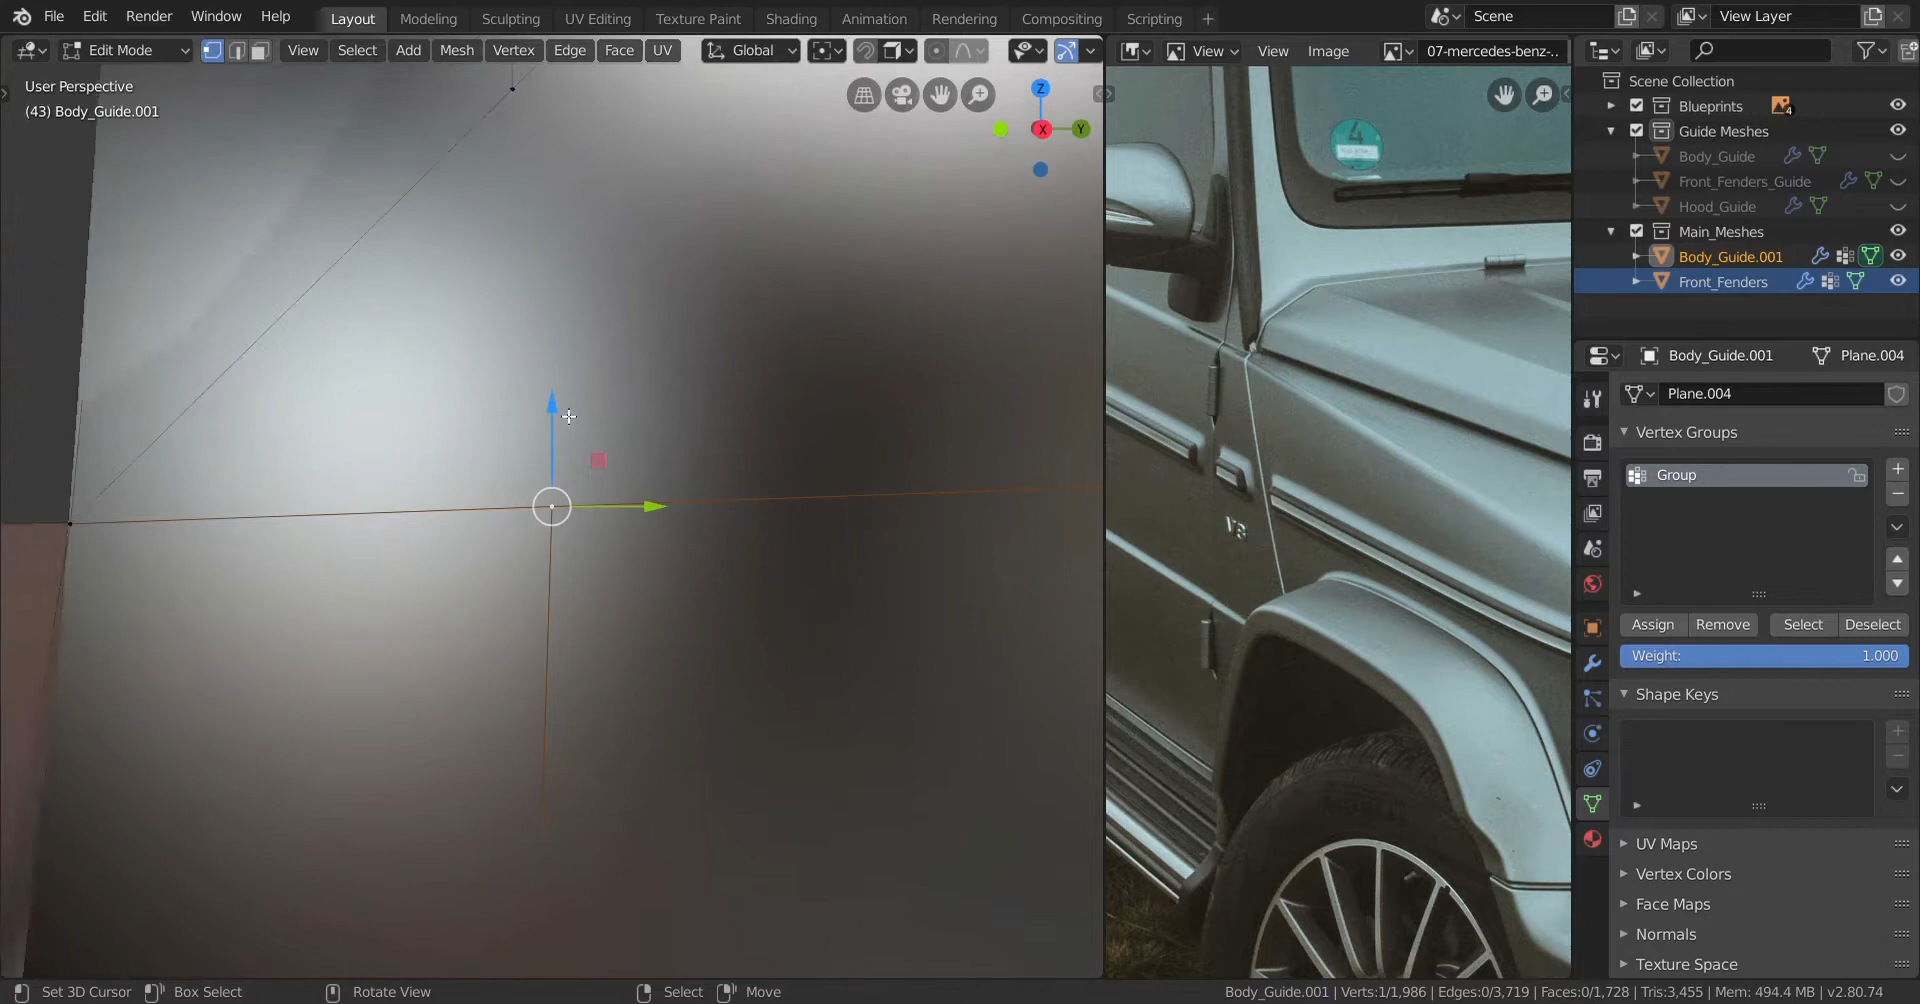 File Edit Render Window Help Layout Modeling Sculpting UV Editing Texture Paint Shading Animation Rendering Compositing Scripting + Scene View Layer
Edit Mode View Select Add Mesh Vertex Edge Face UV Global View View Image 07-mercedes-benz-..
User Perspective
(43) Body_Guide.001
Z
X
Y
4
V8
Scene Collection
Blueprints 4
Guide Meshes
Body_Guide
Front_Fenders_Guide
Hood_Guide
Main_Meshes
Body_Guide.001
Front_Fenders
Body_Guide.001 Plane.004
Plane.004
Vertex Groups
Group
Assign Remove Select Deselect
Weight: 1.000
Shape Keys
UV Maps
Vertex Colors
Face Maps
Normals
Texture Space
Set 3D Cursor Box Select Rotate View Select Move Body_Guide.001 | Verts:1/1,986 | Edges:0/3,719 | Faces:0/1,728 | Tris:3,455 | Mem: 494.4 MB | v2.80.74